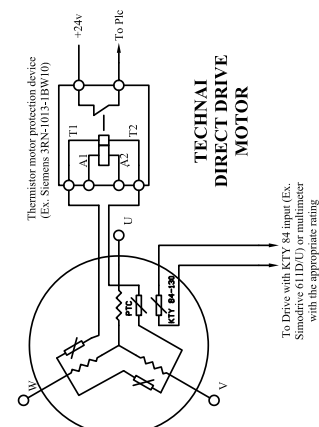 +24v
To Plc
Thermistor motor protection device
(Ex. Siemens 3RN-1013-1BW10)
T1
T2
A1
A2
TECHNAI
DIRECT DRIVE
MOTOR
U
PTC
KTY 84-130
W
V
To Drive with KTY 84 input (Ex.
Simodrive 611D/U) or multimeter
with the appropriate rating